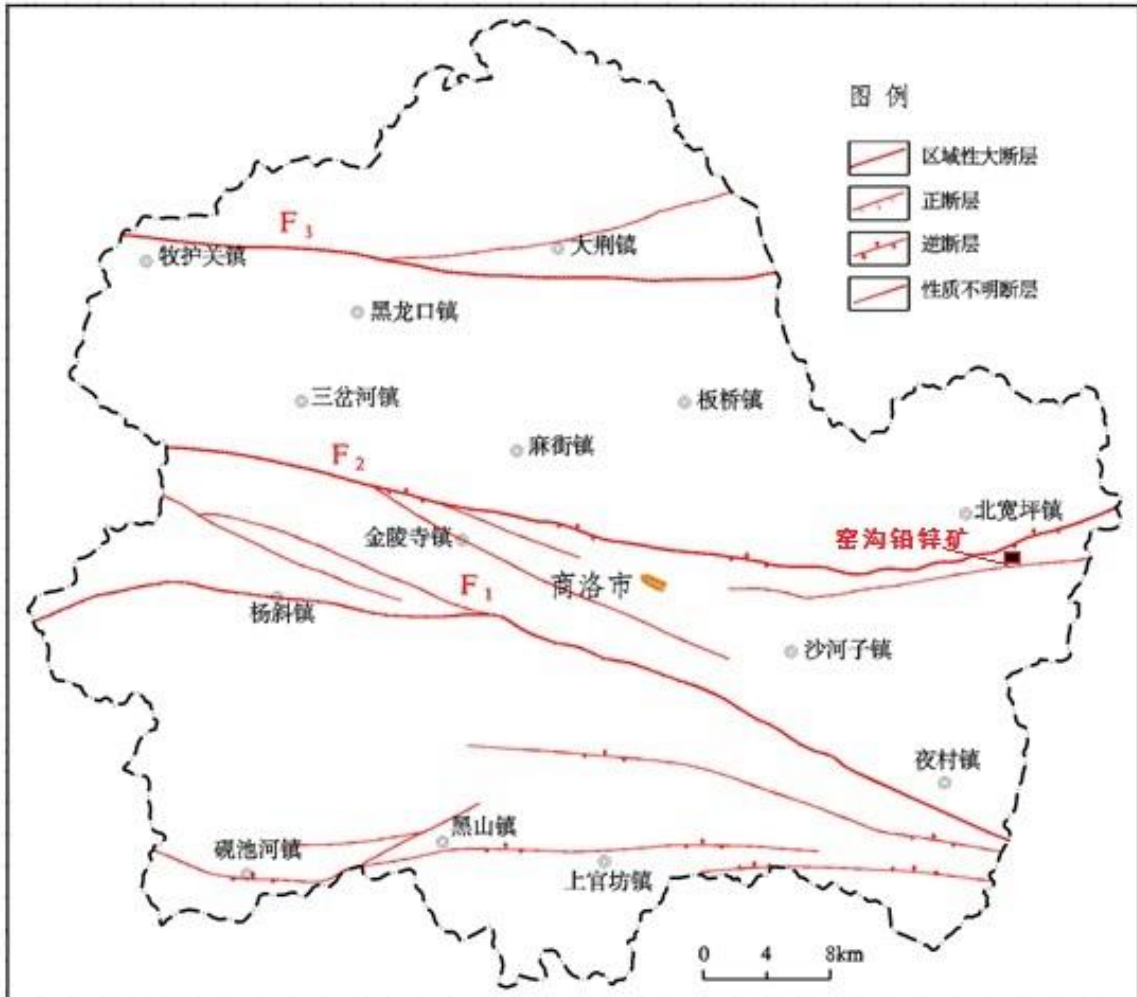 图 例
区域性大断层
正断层
逆断层
性质不明断层
F3
牧护关镇
大荆镇
黑龙口镇
三岔河镇
板桥镇
F2
麻街镇
北宽坪镇
金陵寺镇
窑沟铅锌矿
商洛市
F1
杨斜镇
沙河子镇
夜村镇
黑山镇
砚池河镇
上官坊镇
0 4 8km